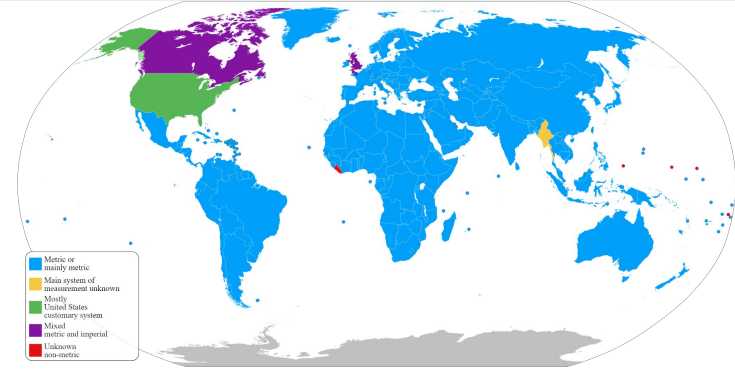 Metric or
mainly metric
Main system of
measurement unknown
Mostly
United States
customary system
Mixed
metric and imperial
Unknown
non-metric